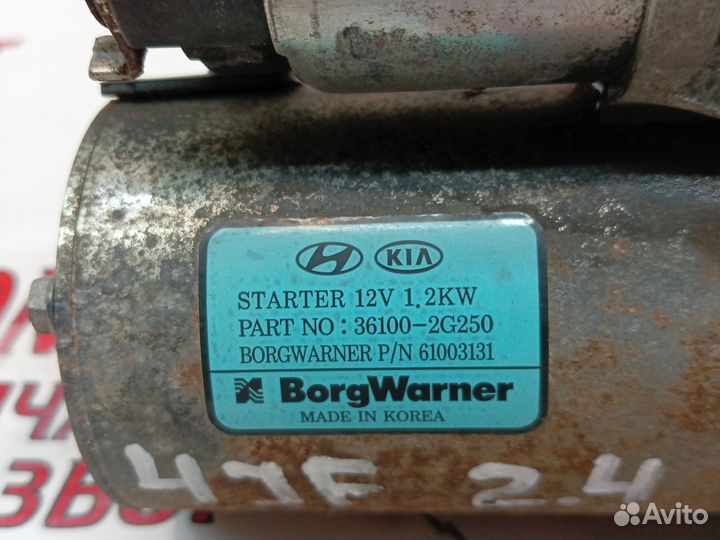 KIA
STARTER 12V 1.2KW
PART NO : 36100-2G250
BORGWARNER P/N 61003131
BorgWarner
MADE IN KOREA
2.4
Avito